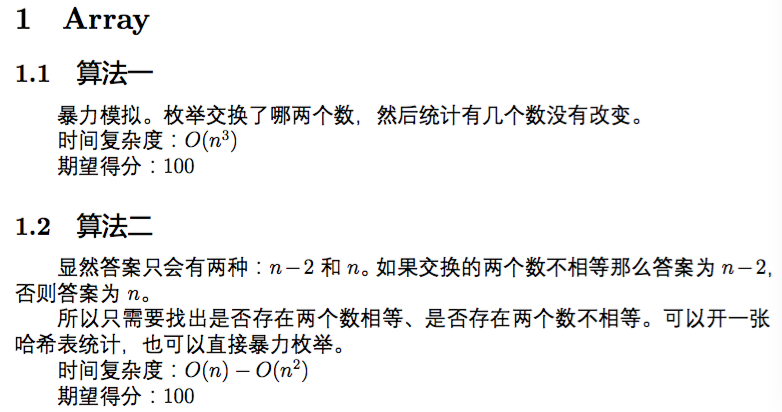 1 Array
1.1 算法一
暴力模拟。枚举交换了哪两个数，然后统计有几个数没有改变。
时间复杂度：O(n³)
期望得分：100
1.2 算法二
显然答案只会有两种：n−2 和 n。如果交换的两个数不相等那么答案为 n−2,
否则答案为 n。
所以只需要找出是否存在两个数相等、是否存在两个数不相等。可以开一张
哈希表统计，也可以直接暴力枚举。
时间复杂度：O(n) − O(n²)
期望得分：100